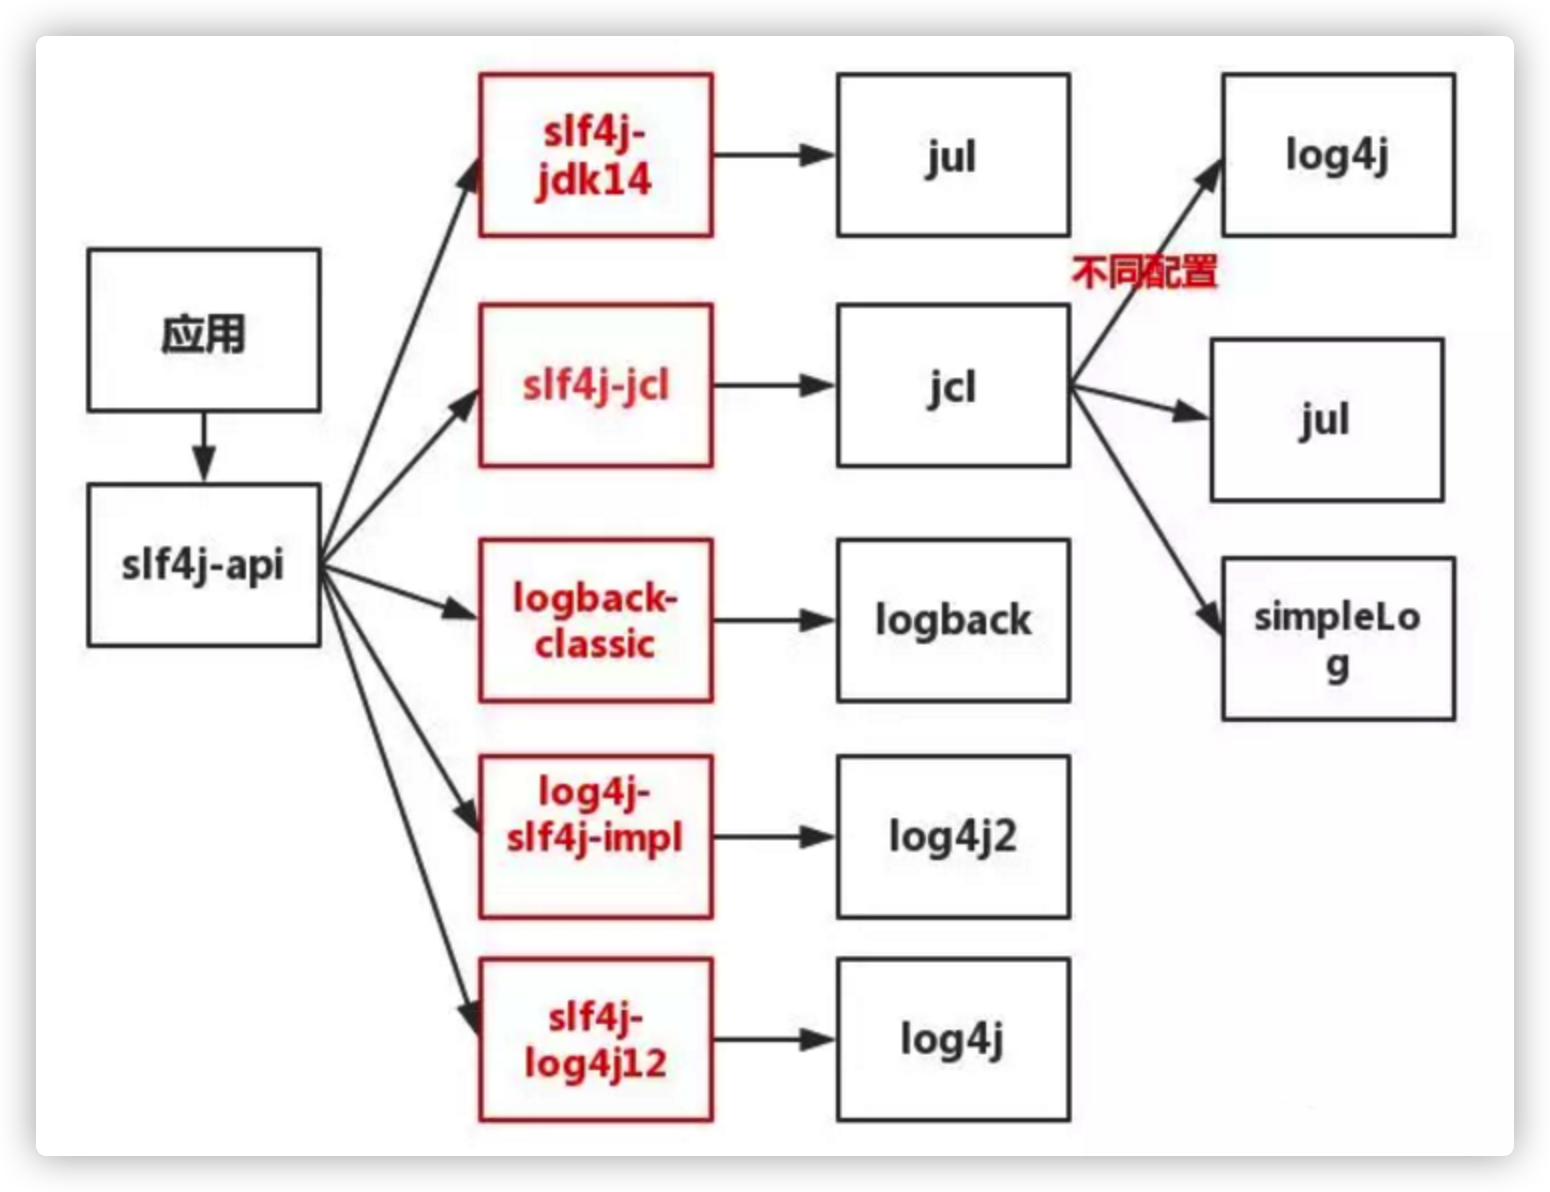 应用
slf4j-api
slf4j-
jdk14
slf4j-jcl
logback-
classic
log4j-
slf4j-impl
slf4j-
log4j12
jul
jcl
logback
log4j2
log4j
不同配置
log4j
jul
simpleLo
g